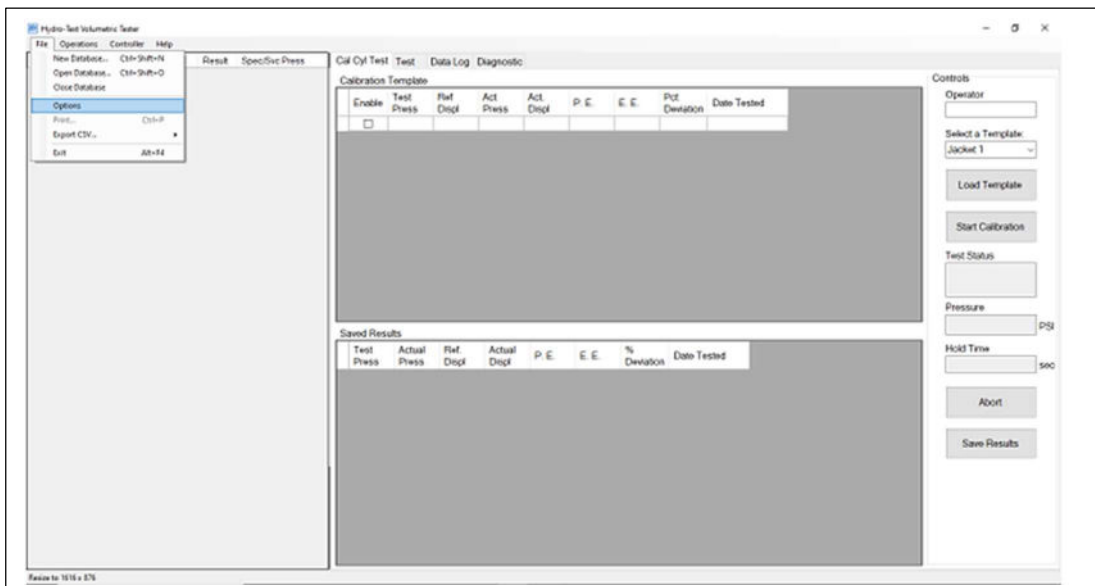 Hydro-Test Volumetric Tester
File Operations Controller Help
New Database... Ctrl+Shift+N
Open Database... Ctrl+Shift+O
Close Database
Options
Print... Ctrl+P
Export CSV...
Exit Alt+F4
Result Spec/Svc Press
Cal Cyl Test Test Data Log Diagnostic
Calibration Template
Enable Test Press Ref Displ Act Press Act. Displ P. E. E. E. Pct Deviation Date Tested
Saved Results
Test Press Actual Press Ref. Displ Actual Displ P. E. E. E. % Deviation Date Tested
Controls
Operator
Select a Template:
Jacket 1
Load Template
Start Calibration
Test Status
Pressure
PSI
Hold Time
sec
Abort
Save Results
Resize to 1616 x 876